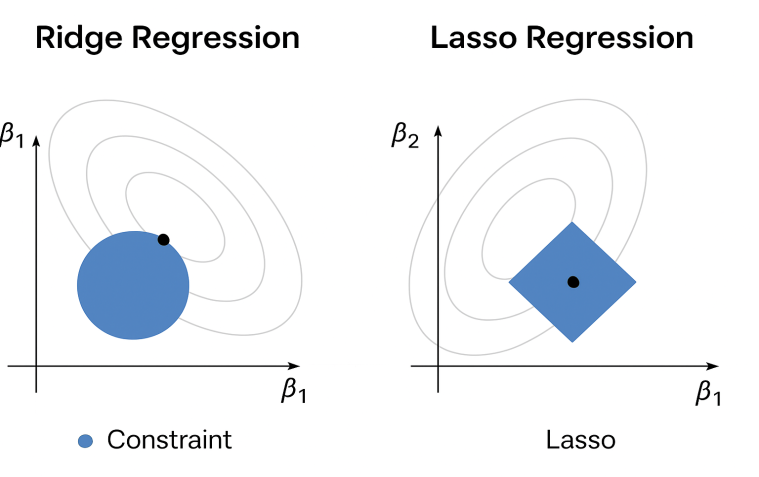 Ridge Regression
Lasso Regression
β1
β2
β1
β1
Constraint
Lasso